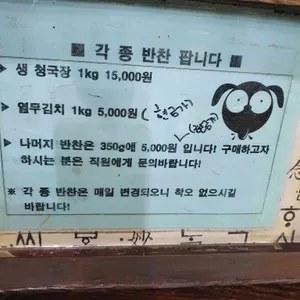 ■ 각 종 반찬 팝니다 ■
➤ 생 청국장 1kg 15,000원
➤ 열무김치 1kg 5,000원 (
➤ 나머지 반찬은 350g에 5,000원 입니다! 구매하고자
하시는 분은 직원에게 문의바랍니다!
※ 각 종 반찬은 매일 변경되오니 착오 없으시길
바랍니다!